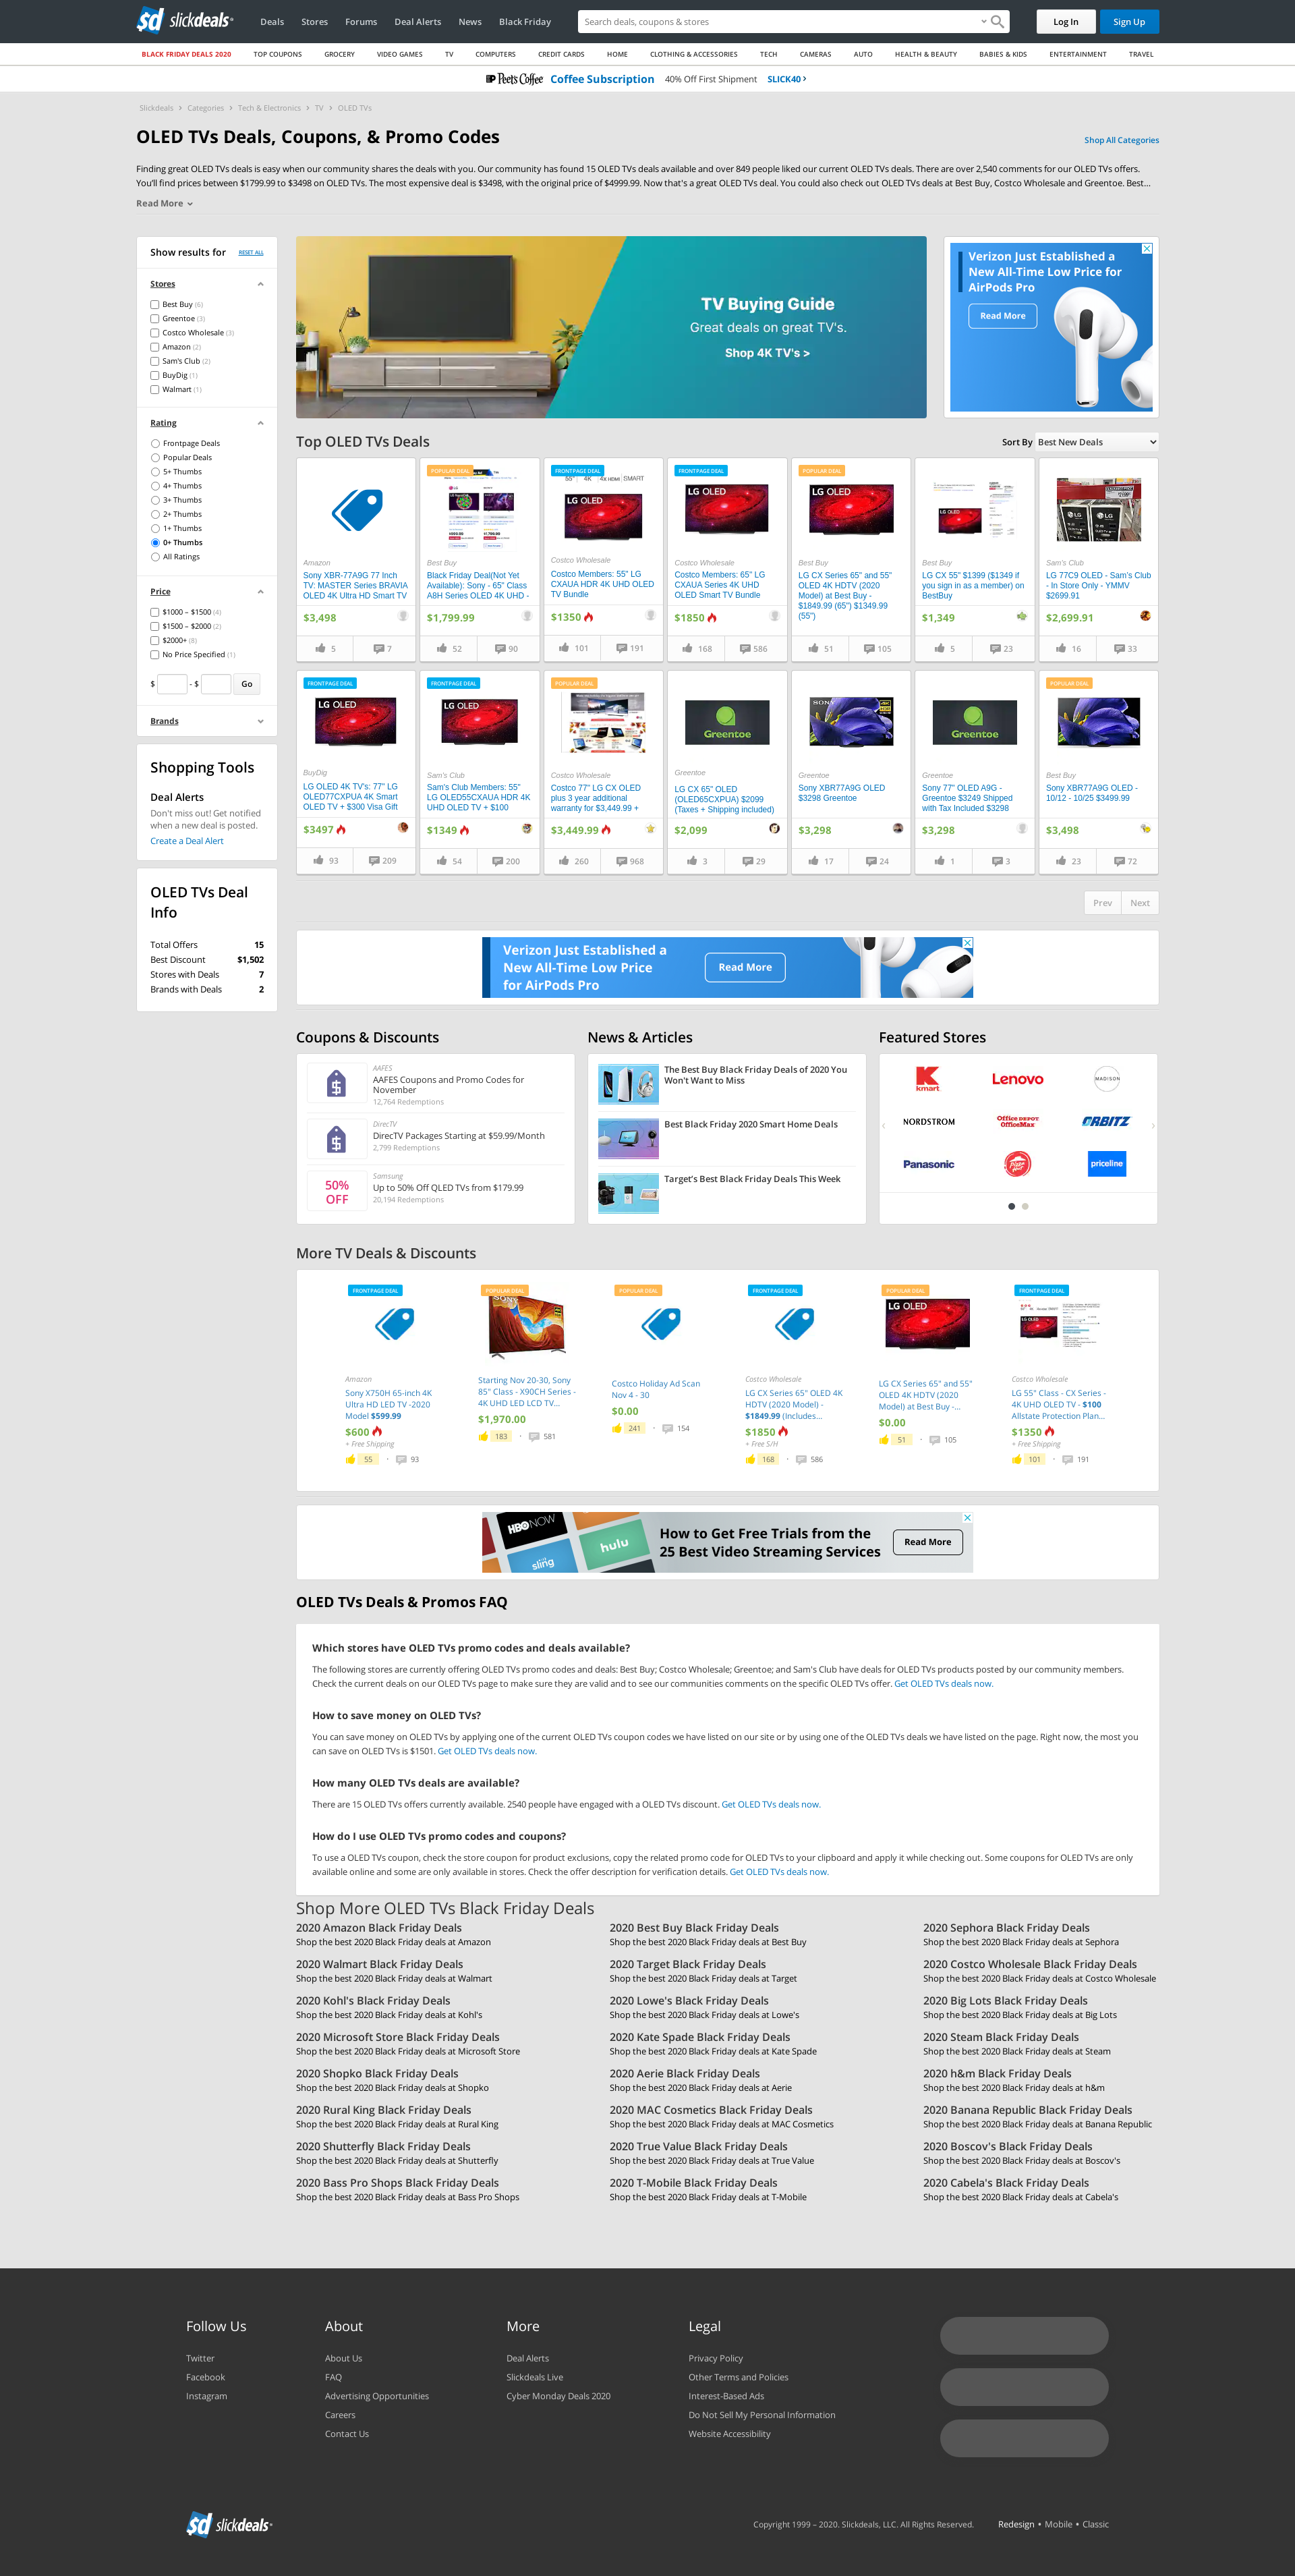 slickdeals
Deals
Stores
Forums
Deal Alerts
News
Black Friday
Search deals, coupons & stores
Log In
Sign Up
BLACK FRIDAY DEALS 2020
TOP COUPONS
GROCERY
VIDEO GAMES
TV
COMPUTERS
CREDIT CARDS
HOME
CLOTHING & ACCESSORIES
TECH
CAMERAS
AUTO
HEALTH & BEAUTY
BABIES & KIDS
ENTERTAINMENT
TRAVEL
Peet's Coffee Coffee Subscription 40% Off First Shipment SLICK40 ›
Slickdeals › Categories › Tech & Electronics › TV › OLED TVs
OLED TVs Deals, Coupons, & Promo Codes
Shop All Categories
Finding great OLED TVs deals is easy when our community shares the deals with you. Our community has found 15 OLED TVs deals available and over 849 people liked our current OLED TVs deals. There are over 2,540 comments for our OLED TVs offers.
You'll find prices between $1799.99 to $3498 on OLED TVs. The most expensive deal is $3498, with the original price of $4999.99. Now that's a great OLED TVs deal. You could also check out OLED TVs deals at Best Buy, Costco Wholesale and Greentoe. Best...
Read More
Show results for
RESET ALL
Stores
Best Buy (6)
Greentoe (3)
Costco Wholesale (3)
Amazon (2)
Sam's Club (2)
BuyDig (1)
Walmart (1)
Rating
Frontpage Deals
Popular Deals
5+ Thumbs
4+ Thumbs
3+ Thumbs
2+ Thumbs
1+ Thumbs
0+ Thumbs
All Ratings
Price
$1000 – $1500 (4)
$1500 – $2000 (2)
$2000+ (8)
No Price Specified (1)
$ - $ Go
Brands
Shopping Tools
Deal Alerts
Don't miss out! Get notified
when a new deal is posted.
Create a Deal Alert
OLED TVs Deal
Info
Total Offers 15
Best Discount $1,502
Stores with Deals 7
Brands with Deals 2
TV Buying Guide
Great deals on great TV's.
Shop 4K TV's >
Verizon Just Established a
New All-Time Low Price for
AirPods Pro
Read More
Top OLED TVs Deals
Sort By Best New Deals
Amazon
Sony XBR-77A9G 77 Inch
TV: MASTER Series BRAVIA
OLED 4K Ultra HD Smart TV
$3,498
5 7
POPULAR DEAL
Best Buy
Black Friday Deal(Not Yet
Available): Sony - 65" Class
A8H Series OLED 4K UHD -
$1,799.99
52 90
FRONTPAGE DEAL
55" 4K 4x HDMI SMART
LG OLED
Costco Wholesale
Costco Members: 55" LG
CXAUA HDR 4K UHD OLED
TV Bundle
$1350
101 191
FRONTPAGE DEAL
LG OLED
Costco Wholesale
Costco Members: 65" LG
CXAUA Series 4K UHD
OLED Smart TV Bundle
$1850
168 586
POPULAR DEAL
LG OLED
Best Buy
LG CX Series 65" and 55"
OLED 4K HDTV (2020
Model) at Best Buy -
$1849.99 (65") $1349.99
(55")
51 105
Best Buy
LG CX 55" $1399 ($1349 if
you sign in as a member) on
BestBuy
$1,349
5 23
Sam's Club
LG 77C9 OLED - Sam's Club
- In Store Only - YMMV
$2699.91
$2,699.91
16 33
FRONTPAGE DEAL
LG OLED
BuyDig
LG OLED 4K TV's: 77" LG
OLED77CXPUA 4K Smart
OLED TV + $300 Visa Gift
$3497
93 209
FRONTPAGE DEAL
LG OLED
Sam's Club
Sam's Club Members: 55"
LG OLED55CXAUA HDR 4K
UHD OLED TV + $100
$1349
54 200
POPULAR DEAL
Costco Wholesale
Costco 77" LG CX OLED
plus 3 year additional
warranty for $3,449.99 +
$3,449.99
260 968
Greentoe
Greentoe
LG CX 65" OLED
(OLED65CXPUA) $2099
(Taxes + Shipping included)
$2,099
3 29
SONY
Greentoe
Sony XBR77A9G OLED
$3298 Greentoe
$3,298
17 24
Greentoe
Greentoe
Sony 77" OLED A9G -
Greentoe $3249 Shipped
with Tax Included $3298
$3,298
1 3
POPULAR DEAL
Best Buy
Sony XBR77A9G OLED -
10/12 - 10/25 $3499.99
$3,498
23 72
Prev Next
Verizon Just Established a
New All-Time Low Price
for AirPods Pro
Read More
Coupons & Discounts
AAFES
AAFES Coupons and Promo Codes for
November
12,764 Redemptions
DirecTV
DirecTV Packages Starting at $59.99/Month
2,799 Redemptions
50%
OFF
Samsung
Up to 50% Off QLED TVs from $179.99
20,194 Redemptions
News & Articles
The Best Buy Black Friday Deals of 2020 You
Won't Want to Miss
Best Black Friday 2020 Smart Home Deals
Target's Best Black Friday Deals This Week
Featured Stores
kmart
Lenovo
MADISON
NORDSTROM
Office DEPOT
OfficeMax
ORBITZ
Panasonic
Pizza Hut
priceline
More TV Deals & Discounts
FRONTPAGE DEAL
Amazon
Sony X750H 65-inch 4K
Ultra HD LED TV -2020
Model $599.99
$600
+ Free Shipping
55 · 93
POPULAR DEAL
SONY
Starting Nov 20-30, Sony
85" Class - X90CH Series -
4K UHD LED LCD TV...
$1,970.00
183 · 581
POPULAR DEAL
Costco Holiday Ad Scan
Nov 4 - 30
$0.00
241 · 154
FRONTPAGE DEAL
Costco Wholesale
LG CX Series 65" OLED 4K
HDTV (2020 Model) -
$1849.99 (Includes...
$1850
+ Free S/H
168 · 586
POPULAR DEAL
LG OLED
LG CX Series 65" and 55"
OLED 4K HDTV (2020
Model) at Best Buy -...
$0.00
51 · 105
FRONTPAGE DEAL
Costco Wholesale
LG 55" Class - CX Series -
4K UHD OLED TV - $100
Allstate Protection Plan...
$1350
+ Free Shipping
101 · 191
HBO NOW
sling
hulu
How to Get Free Trials from the
25 Best Video Streaming Services
Read More
OLED TVs Deals & Promos FAQ
Which stores have OLED TVs promo codes and deals available?
The following stores are currently offering OLED TVs promo codes and deals: Best Buy; Costco Wholesale; Greentoe; and Sam's Club have deals for OLED TVs products posted by our community members.
Check the current deals on our OLED TVs page to make sure they are valid and to see our communities comments on the specific OLED TVs offer. Get OLED TVs deals now.
How to save money on OLED TVs?
You can save money on OLED TVs by applying one of the current OLED TVs coupon codes we have listed on our site or by using one of the OLED TVs deals we have listed on the page. Right now, the most you
can save on OLED TVs is $1501. Get OLED TVs deals now.
How many OLED TVs deals are available?
There are 15 OLED TVs offers currently available. 2540 people have engaged with a OLED TVs discount. Get OLED TVs deals now.
How do I use OLED TVs promo codes and coupons?
To use a OLED TVs coupon, check the store coupon for product exclusions, copy the related promo code for OLED TVs to your clipboard and apply it while checking out. Some coupons for OLED TVs are only
available online and some are only available in stores. Check the offer description for verification details. Get OLED TVs deals now.
Shop More OLED TVs Black Friday Deals
2020 Amazon Black Friday Deals
Shop the best 2020 Black Friday deals at Amazon
2020 Best Buy Black Friday Deals
Shop the best 2020 Black Friday deals at Best Buy
2020 Sephora Black Friday Deals
Shop the best 2020 Black Friday deals at Sephora
2020 Walmart Black Friday Deals
Shop the best 2020 Black Friday deals at Walmart
2020 Target Black Friday Deals
Shop the best 2020 Black Friday deals at Target
2020 Costco Wholesale Black Friday Deals
Shop the best 2020 Black Friday deals at Costco Wholesale
2020 Kohl's Black Friday Deals
Shop the best 2020 Black Friday deals at Kohl's
2020 Lowe's Black Friday Deals
Shop the best 2020 Black Friday deals at Lowe's
2020 Big Lots Black Friday Deals
Shop the best 2020 Black Friday deals at Big Lots
2020 Microsoft Store Black Friday Deals
Shop the best 2020 Black Friday deals at Microsoft Store
2020 Kate Spade Black Friday Deals
Shop the best 2020 Black Friday deals at Kate Spade
2020 Steam Black Friday Deals
Shop the best 2020 Black Friday deals at Steam
2020 Shopko Black Friday Deals
Shop the best 2020 Black Friday deals at Shopko
2020 Aerie Black Friday Deals
Shop the best 2020 Black Friday deals at Aerie
2020 h&m Black Friday Deals
Shop the best 2020 Black Friday deals at h&m
2020 Rural King Black Friday Deals
Shop the best 2020 Black Friday deals at Rural King
2020 MAC Cosmetics Black Friday Deals
Shop the best 2020 Black Friday deals at MAC Cosmetics
2020 Banana Republic Black Friday Deals
Shop the best 2020 Black Friday deals at Banana Republic
2020 Shutterfly Black Friday Deals
Shop the best 2020 Black Friday deals at Shutterfly
2020 True Value Black Friday Deals
Shop the best 2020 Black Friday deals at True Value
2020 Boscov's Black Friday Deals
Shop the best 2020 Black Friday deals at Boscov's
2020 Bass Pro Shops Black Friday Deals
Shop the best 2020 Black Friday deals at Bass Pro Shops
2020 T-Mobile Black Friday Deals
Shop the best 2020 Black Friday deals at T-Mobile
2020 Cabela's Black Friday Deals
Shop the best 2020 Black Friday deals at Cabela's
Follow Us
Twitter
Facebook
Instagram
About
About Us
FAQ
Advertising Opportunities
Careers
Contact Us
More
Deal Alerts
Slickdeals Live
Cyber Monday Deals 2020
Legal
Privacy Policy
Other Terms and Policies
Interest-Based Ads
Do Not Sell My Personal Information
Website Accessibility
slickdeals
Copyright 1999 – 2020. Slickdeals, LLC. All Rights Reserved.
Redesign • Mobile • Classic